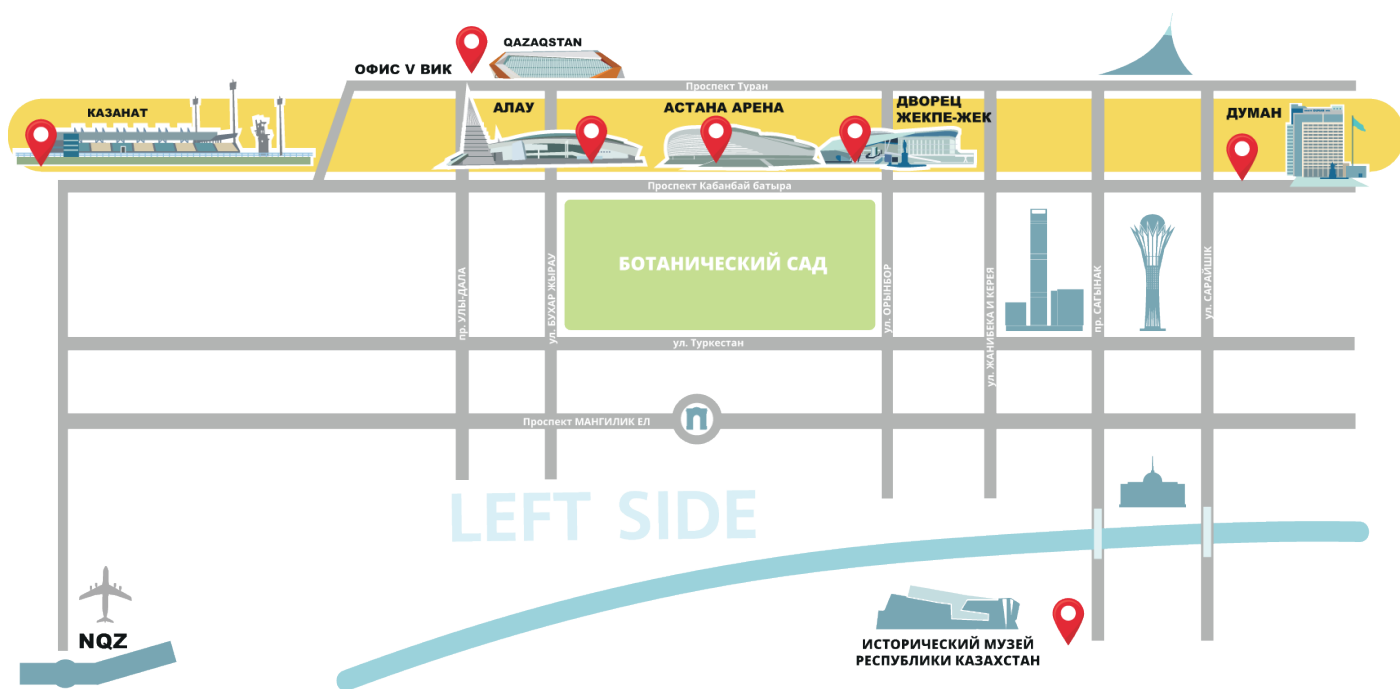 QAZAQSTAN
ОФИС V ВИК
Проспект Туран
КАЗАНАТ
АЛАУ
АСТАНА АРЕНА
ДВОРЕЦ
ЖЕКПЕ-ЖЕК
ДУМАН
Проспект Кабанбай батыра
БОТАНИЧЕСКИЙ САД
пр. УЛЫ-ДАЛА
ул. БУХАР ЖЫРАУ
ул. ОРЫНБОР
ул. ЖАНИБЕКА И КЕРЕЯ
пр. САГЫНАК
ул. САРАЙШІК
ул. Туркестан
Проспект МАНГИЛИК ЕЛ
LEFT SIDE
NQZ
ИСТОРИЧЕСКИЙ МУЗЕЙ
РЕСПУБЛИКИ КАЗАХСТАН